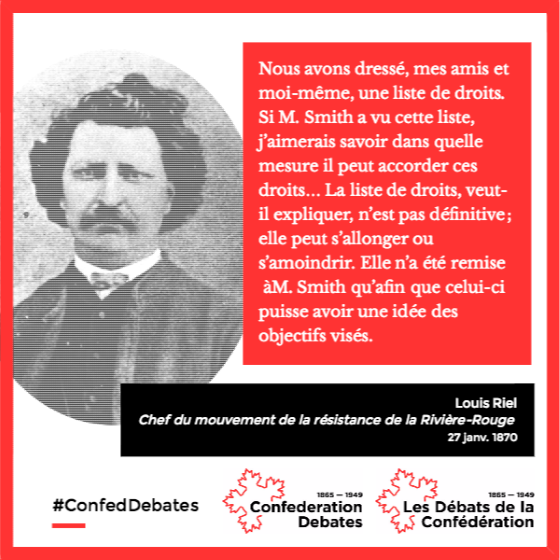 Nous avons dressé, mes amis et
moi-même, une liste de droits.
Si M. Smith a vu cette liste,
j'aimerais savoir dans quelle
mesure il peut accorder ces
droits... La liste de droits, veut-
il expliquer, n'est pas définitive;
elle peut s'allonger ou
s'amoindrir. Elle n'a été remise
àM. Smith qu'afin que celui-ci
puisse avoir une idée des
objectifs visés.
Louis Riel
Chef du mouvement de la résistance de la Rivière-Rouge
27 janv. 1870
#ConfedDebates
1865 — 1949
Confederation
Debates
1865 — 1949
Les Débats de la
Confédération